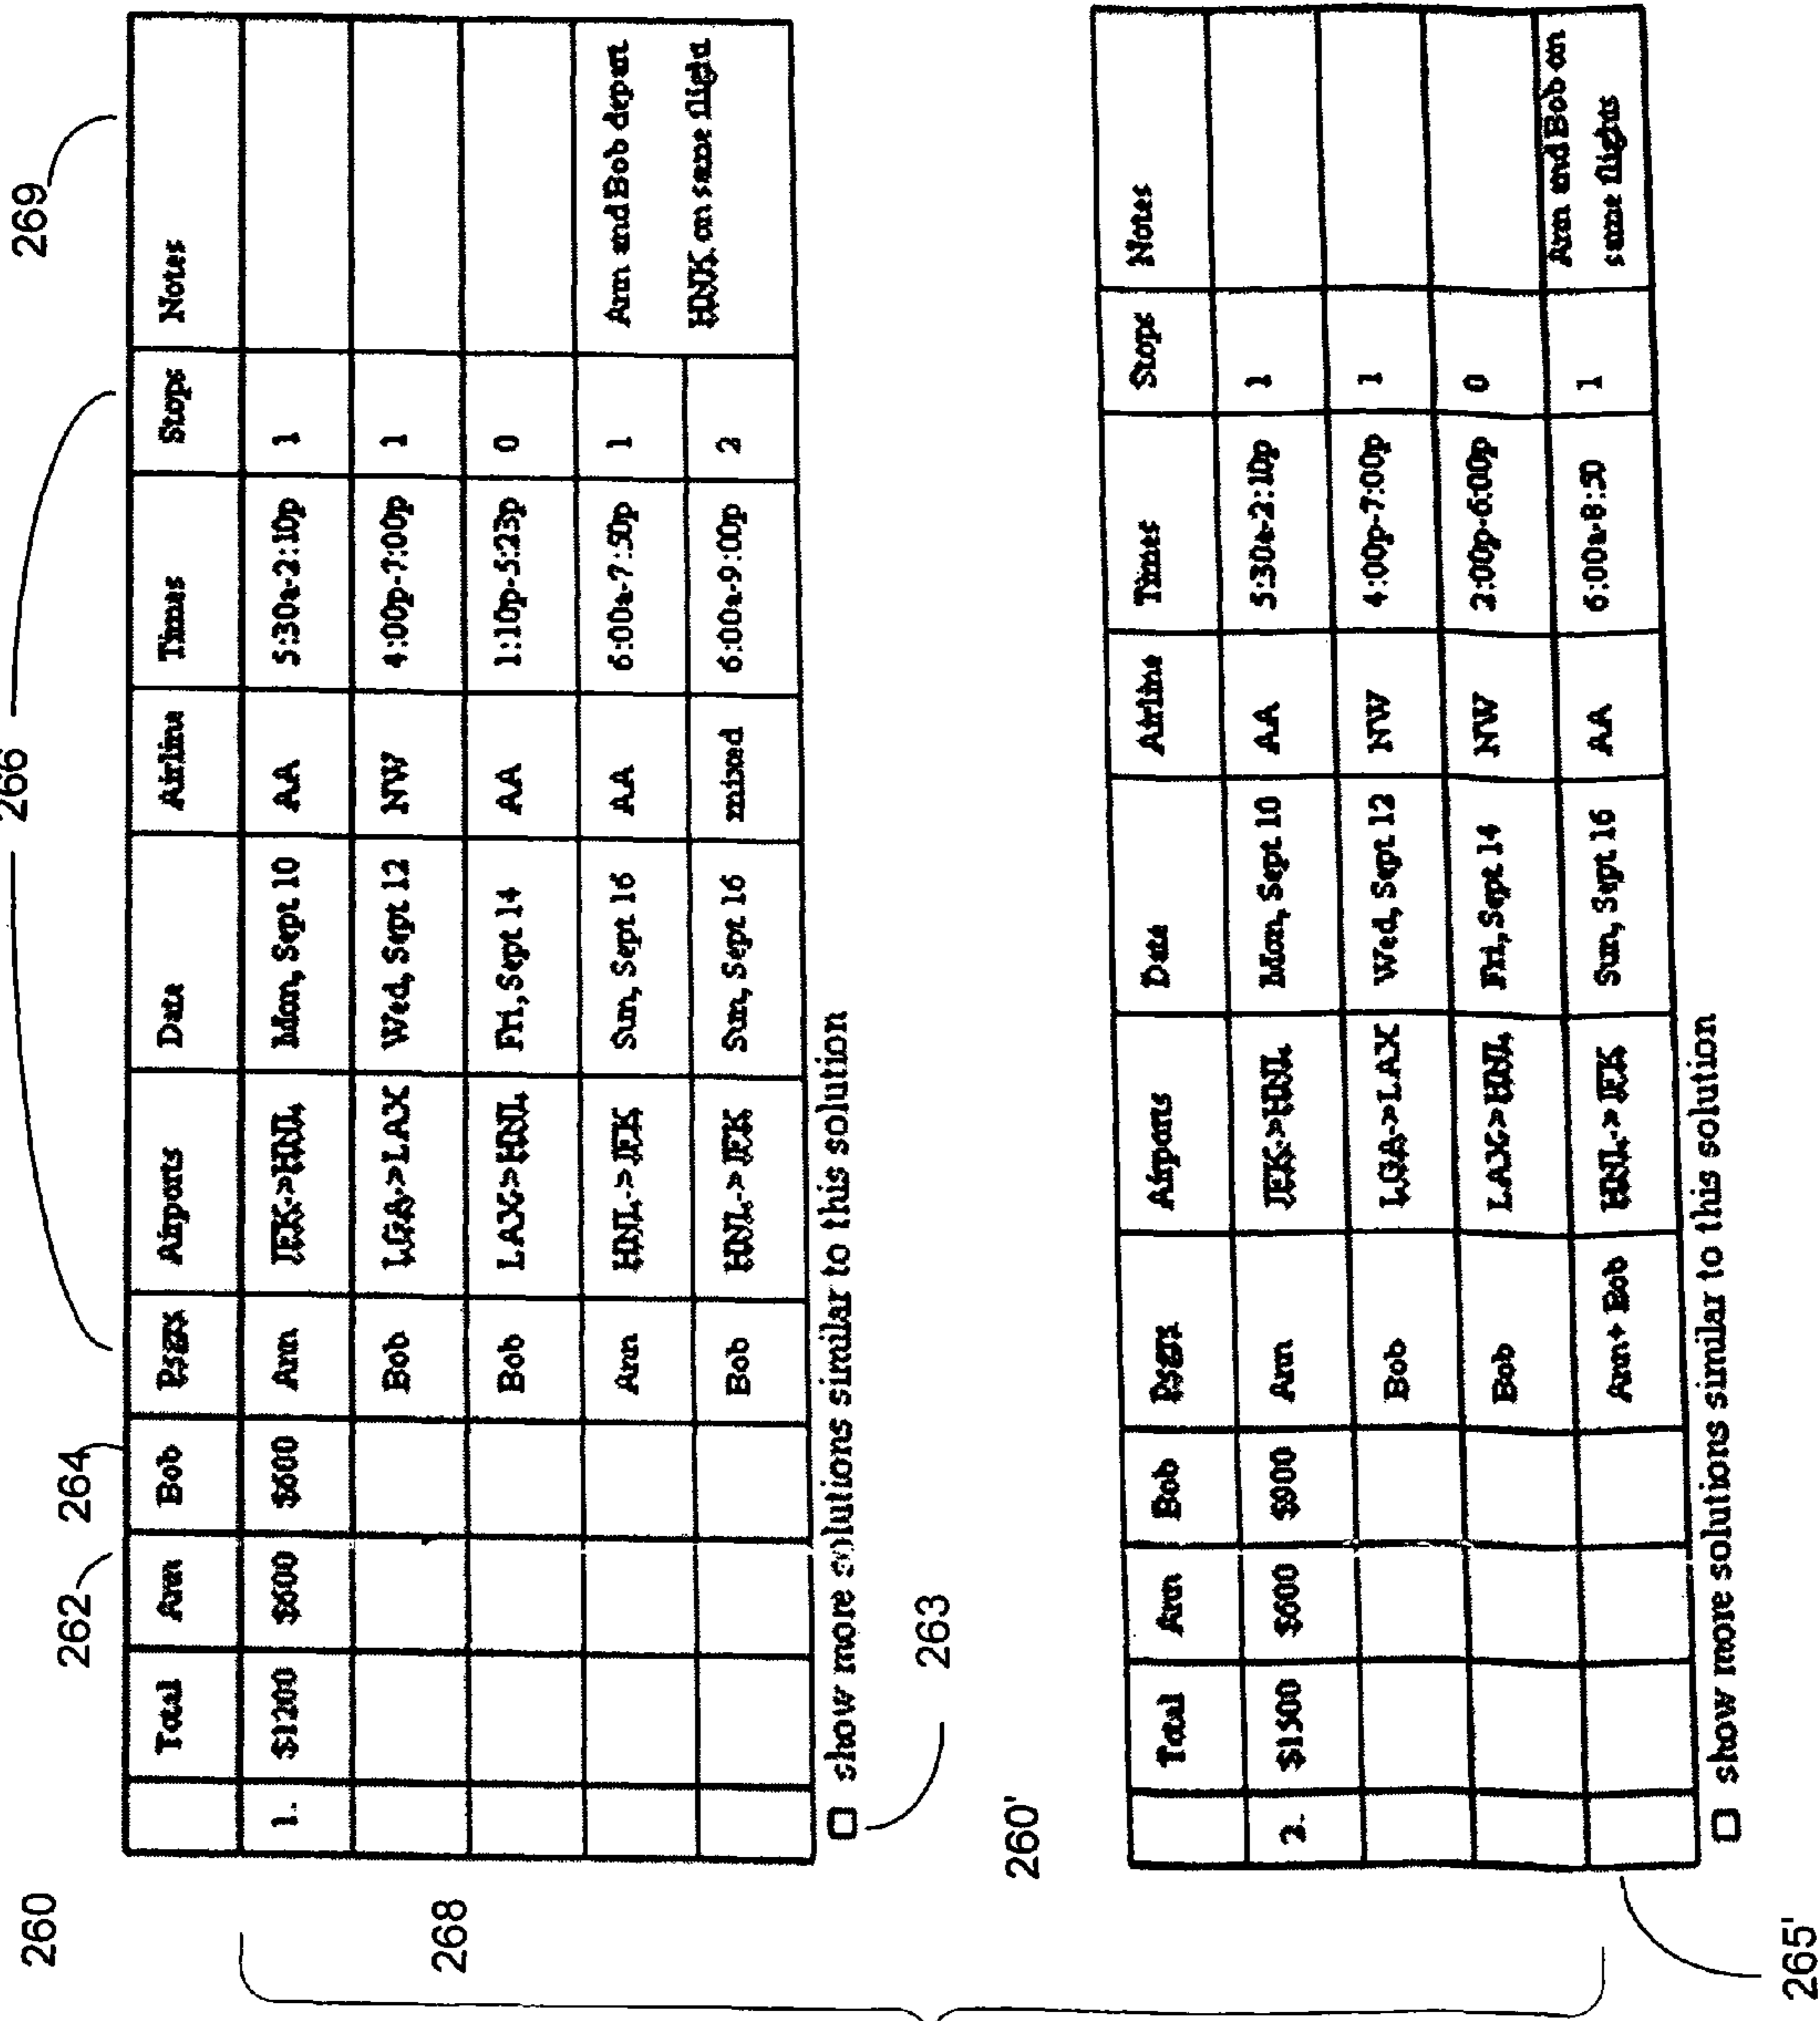 260
262
264
266
269
Total Ann Bob Psgrs Airports Date Airline Times Stops Notes
1. $1200 $600 $600 Ann JFK->HNL Mon, Sept 10 AA 5:30a-2:10p 1
Bob LGA->LAX Wed, Sept 12 NW 4:00p-7:00p 1
Bob LAX->HNL Fri, Sept 14 AA 1:10p-5:23p 0
Ann HNL->JFK Sun, Sept 16 AA 6:00a-7:50p 1 Ann and Bob depart
Bob HNL->JFK Sun, Sept 16 mixed 6:00a-9:00p 2 HNK on same flight
show more solutions similar to this solution
268
263
260'
Total Ann Bob Psgrs Airports Date Airline Times Stops Notes
2. $1500 $600 $900 Ann JFK->HNL Mon, Sept 10 AA 5:30a-2:10p 1
Bob LGA->LAX Wed, Sept 12 NW 4:00p-7:00p 1
Bob LAX->HNL Fri, Sept 14 NW 2:00p-6:00p 0
Ann+ Bob HNL->JFK Sun, Sept 16 AA 6:00a-8:50 1 Ann and Bob on
same flights
show more solutions similar to this solution
265'